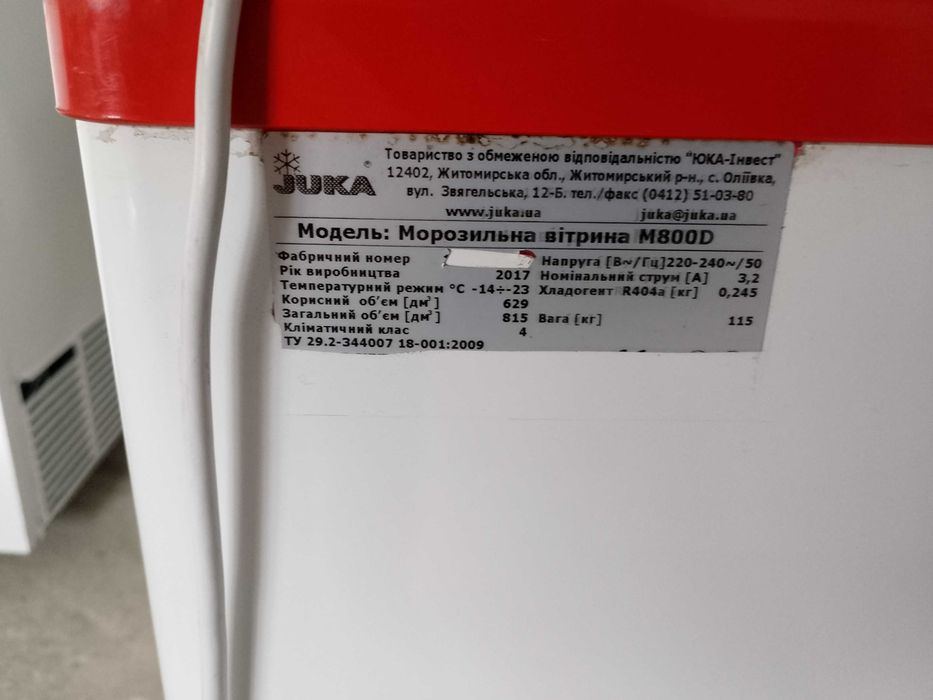 JUKA
Товариство з обмеженою відповідальністю "ЮКА-Інвест"
12402, Житомирська обл., Житомирський р-н., с. Оліївка,
вул. Звягельська, 12-Б. тел./факс (0412) 51-03-80
www.juka.ua juka@juka.ua
Модель: Морозильна вітрина M800D
Фабричний номер Напруга [В~/Гц]220-240~/50
Рік виробництва 2017 Номінальний струм [А] 3,2
Температурний режим °С -14÷-23 Хладогент R404a [кг] 0,245
Корисний об'єм [дм³] 629
Загальний об'єм [дм³] 815 Вага [кг] 115
Кліматичний клас 4
ТУ 29.2-344007 18-001:2009